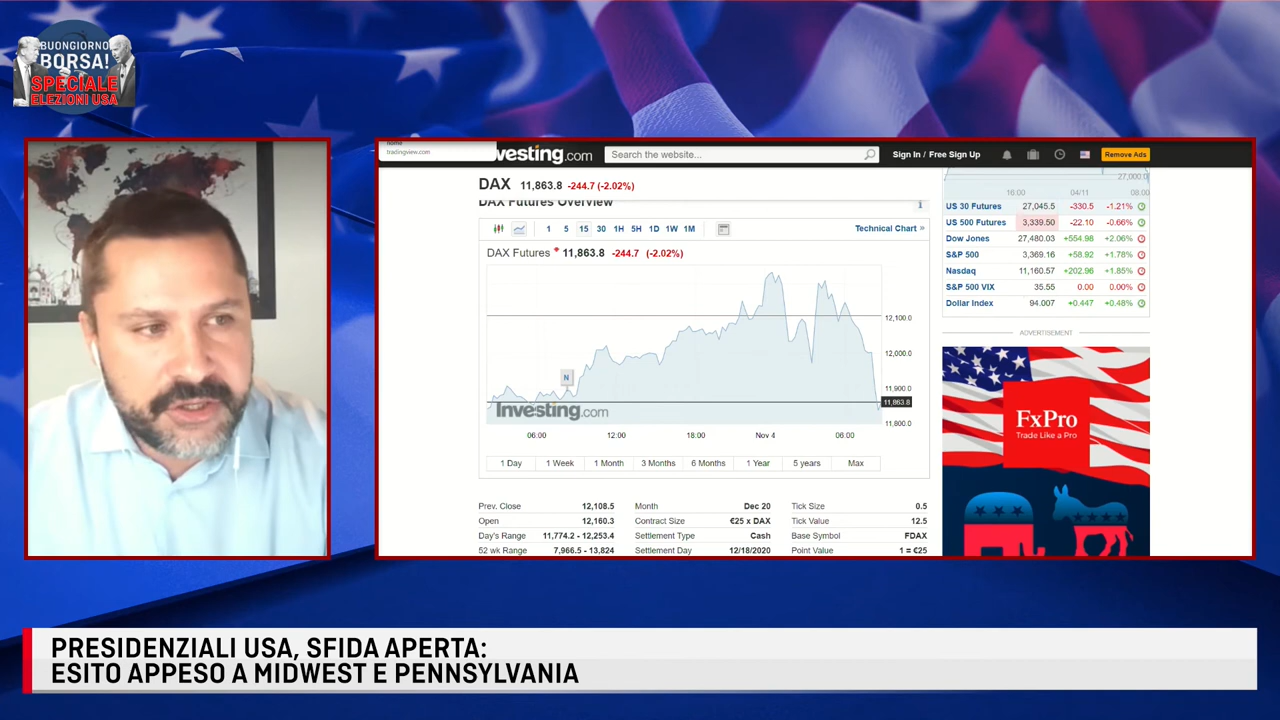 BUONGIORNO
BORSA!
SPECIALE
ELEZIONI USA
home
tradingview.com
Investing.com
Search the website...
Sign In / Free Sign Up
Remove Ads
DAX 11,863.8 -244.7 (-2.02%)
DAX Futures Overview
1 5 15 30 1H 5H 1D 1W 1M
Technical Chart »
DAX Futures * 11,863.8 -244.7 (-2.02%)
12,100.0
12,000.0
11,900.0
11,863.8
11,800.0
N
Investing.com
06:00 12:00 18:00 Nov 4 06:00
1 Day 1 Week 1 Month 3 Months 6 Months 1 Year 5 years Max
Prev. Close 12,108.5 Month Dec 20 Tick Size 0.5
Open 12,160.3 Contract Size €25 x DAX Tick Value 12.5
Day's Range 11,774.2 - 12,253.4 Settlement Type Cash Base Symbol FDAX
52 wk Range 7,966.5 - 13,824 Settlement Day 12/18/2020 Point Value 1 = €25
27,000.0
16:00 04/11 08:00
US 30 Futures 27,045.5 -330.5 -1.21%
US 500 Futures 3,339.50 -22.10 -0.66%
Dow Jones 27,480.03 +554.98 +2.06%
S&P 500 3,369.16 +58.92 +1.78%
Nasdaq 11,160.57 +202.96 +1.85%
S&P 500 VIX 35.55 0.00 0.00%
Dollar Index 94.007 +0.447 +0.48%
ADVERTISEMENT
FxPro
Trade Like a Pro
PRESIDENZIALI USA, SFIDA APERTA:
ESITO APPESO A MIDWEST E PENNSYLVANIA